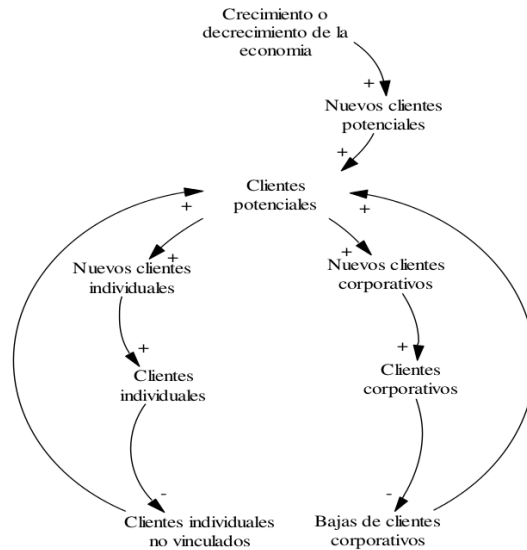 Crecimiento o
decrecimiento de la
economia
+
Nuevos clientes
potenciales
+
Clientes
potenciales
+
+
+
Nuevos clientes
individuales
+
Nuevos clientes
corporativos
+
Clientes
individuales
+
Clientes
corporativos
-
Clientes individuales
no vinculados
-
Bajas de clientes
corporativos